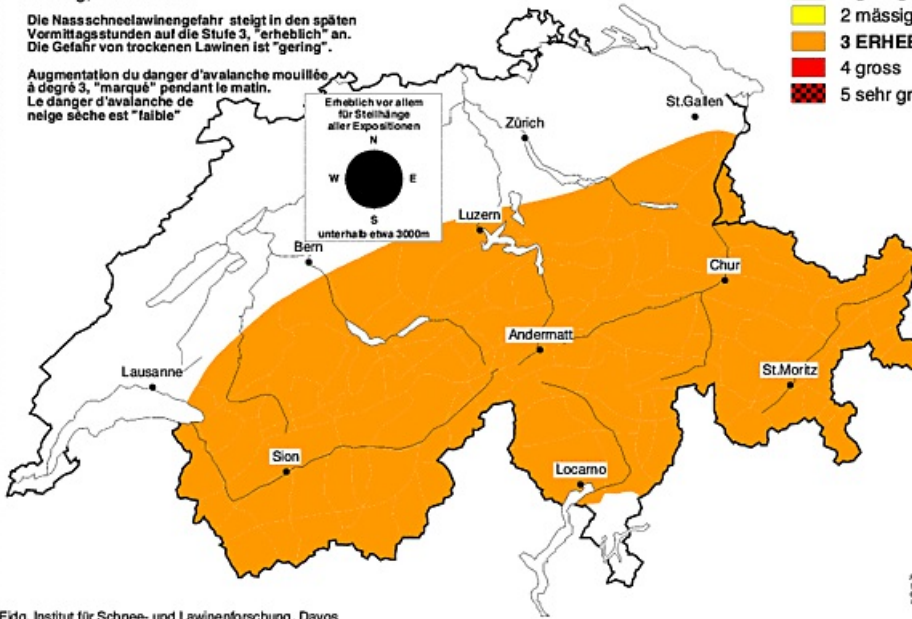 Die Nassschneelawinengefahr steigt in den späten
Vormittagsstunden auf die Stufe 3, "erheblich" an.
Die Gefahr von trockenen Lawinen ist "gering".
Augmentation du danger d'avalanche mouillée
à degré 3, "marqué" pendant le matin.
Le danger d'avalanche de
neige sèche est "faible"
2 mässig
3 ERHEB
4 gross
5 sehr gr
Erheblich vor allem
für Steilhänge
aller Expositionen
N
W E
S
unterhalb etwa 3000m
St.Gallen
Zürich
Luzern
Bern
Chur
Andermatt
Lausanne
St.Moritz
Sion
Locarno
Eidg. Institut für Schnee- und Lawinenforschung, Davos